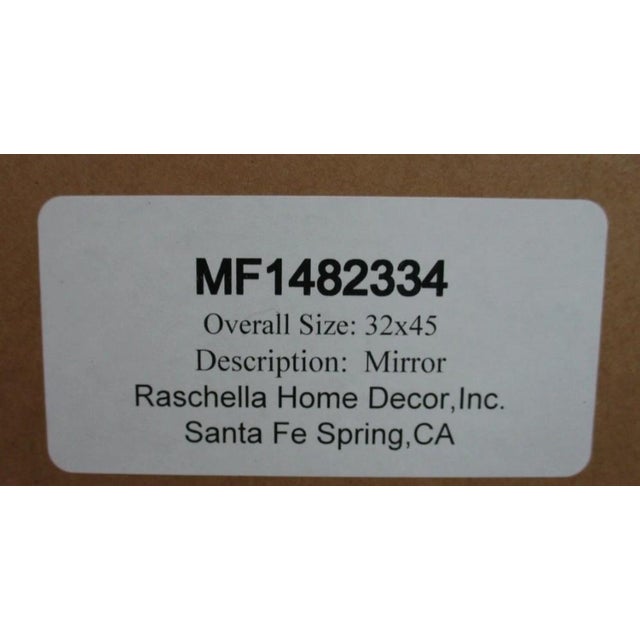 MF1482334
Overall Size: 32x45
Description: Mirror
Raschella Home Decor,Inc.
Santa Fe Spring,CA